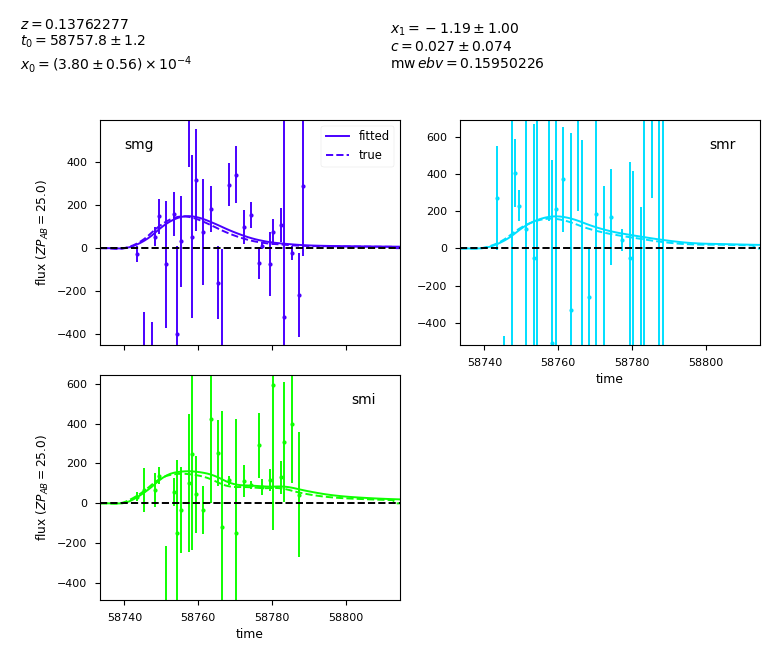 z = 0.13762277
t0 = 58757.8 ± 1.2
x0 = (3.80 ± 0.56) × 10^−4
x1 = −1.19 ± 1.00
c = 0.027 ± 0.074
mwebv = 0.15950226
smg
fitted
true
400
200
0
−200
−400
flux (ZP_AB = 25.0)
smr
600
400
200
0
−200
−400
58740 58760 58780 58800
time
smi
600
400
200
0
−200
−400
flux (ZP_AB = 25.0)
58740 58760 58780 58800
time